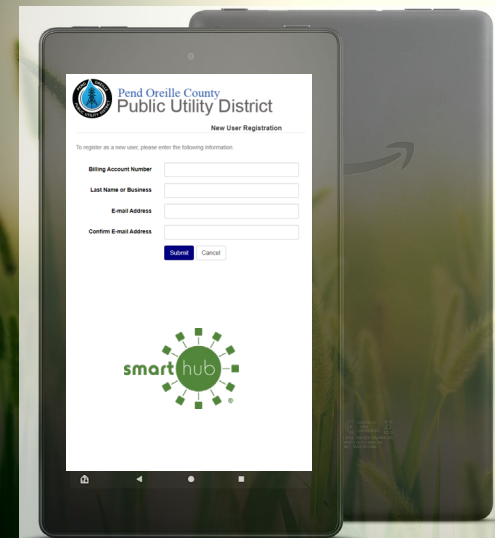 Pend Oreille County
Public Utility District
New User Registration
To register as a new user, please enter the following information.
Billing Account Number
Last Name or Business
E-mail Address
Confirm E-mail Address
Submit
Cancel
smart hub
®